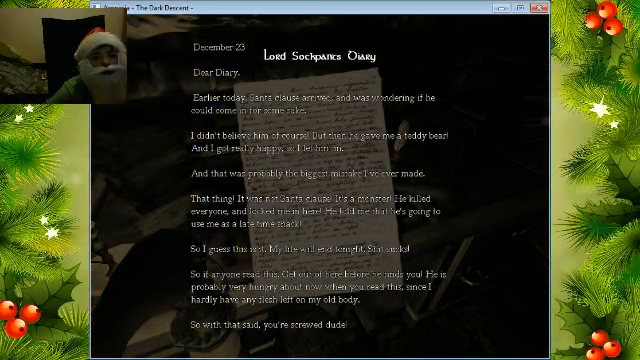 Amnesia - The Dark Descent -
December 23
Lord Sockpants Diary
Dear Diary.
Earlier today, Santa clause arrived, and was wondering if he
could come in for some cake.
I didn't believe him of course! But then he gave me a teddy bear!
And I got really happy, so I let him in.
And that was probably the biggest mistake I've ever made.
That thing! It was not Santa clause! It's a monster! He killed
everyone, and locked me in here! He told me that he's going to
use me as a late time snack!
So I guess this is it. My life will end tonight. Shit sucks!
So if anyone read this. Get out of here before he finds you! He is
probably very hungry about now when you read this, since I
hardly have any flesh left on my old body.
So with that said, you're screwed dude!